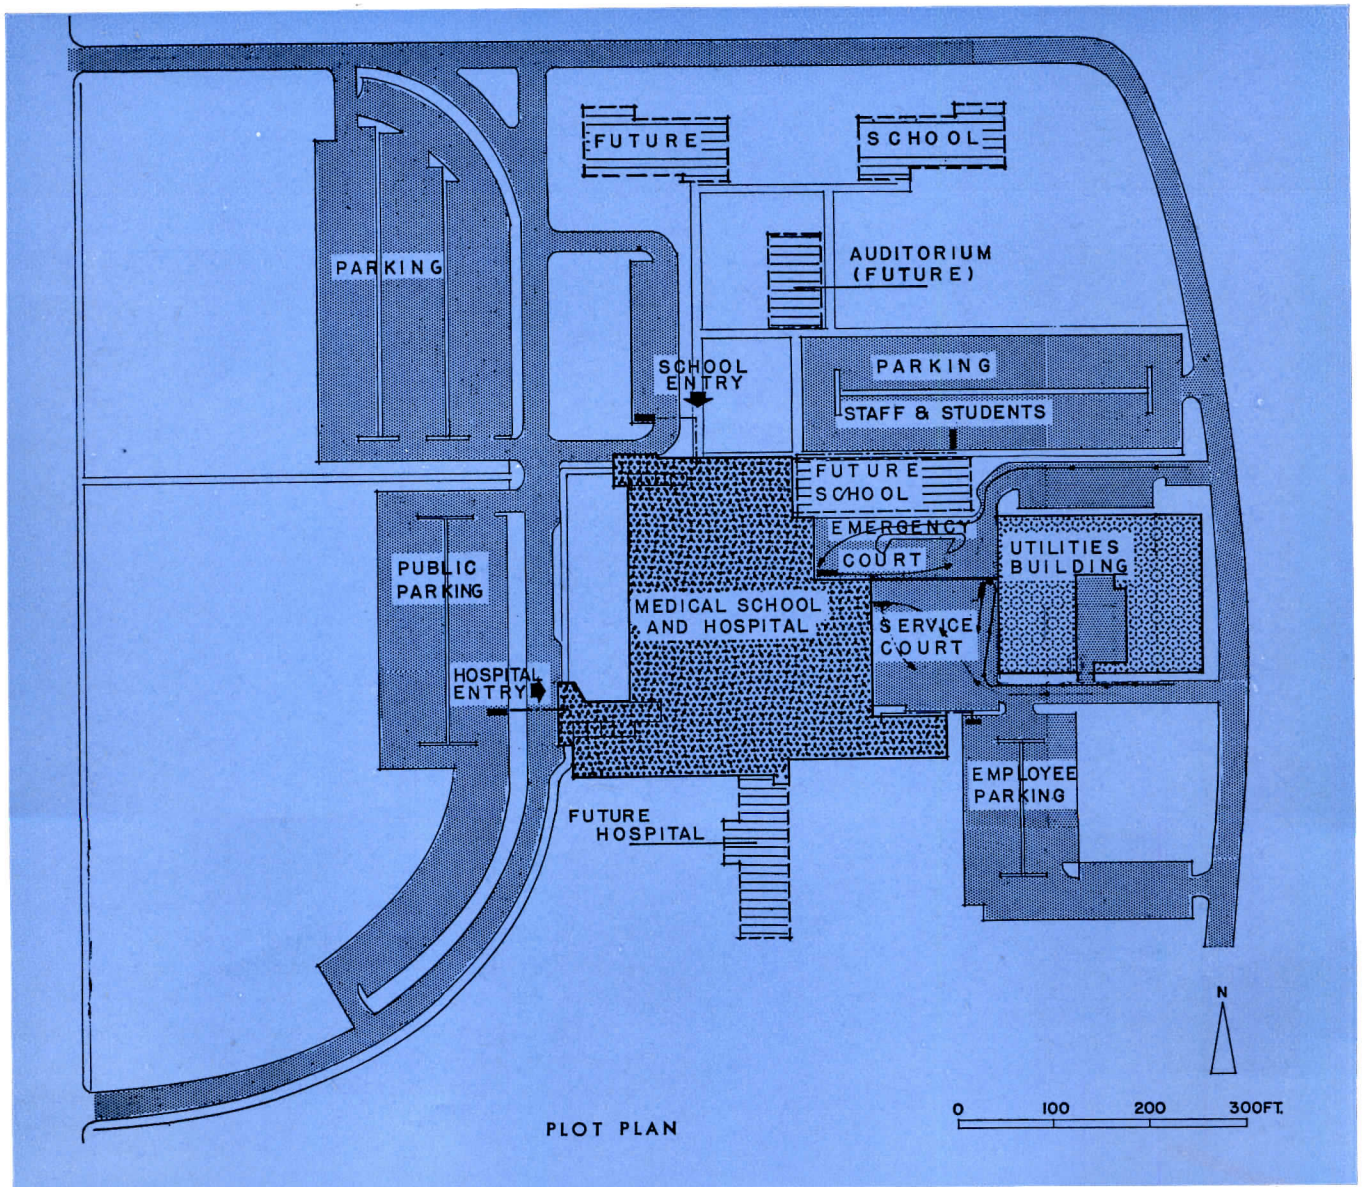 FUTURE
SCHOOL
AUDITORIUM
(FUTURE)
PARKING
SCHOOL
ENTRY
PARKING
STAFF & STUDENTS
FUTURE
SCHOOL
EMERGENCY
COURT
UTILITIES
BUILDING
PUBLIC
PARKING
MEDICAL SCHOOL
AND HOSPITAL
SERVICE
COURT
HOSPITAL
ENTRY
EMPLOYEE
PARKING
FUTURE
HOSPITAL
N
0 100 200 300FT.
PLOT PLAN